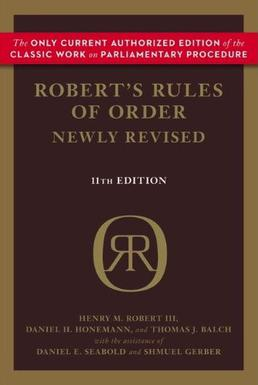 The ONLY CURRENT AUTHORIZED EDITION of the
CLASSIC WORK on PARLIAMENTARY PROCEDURE
ROBERT'S RULES
OF ORDER
NEWLY REVISED
11TH EDITION
ORR
HENRY M. ROBERT III,
DANIEL H. HONEMANN, and THOMAS J. BALCH
with the assistance of
DANIEL E. SEABOLD and SHMUEL GERBER